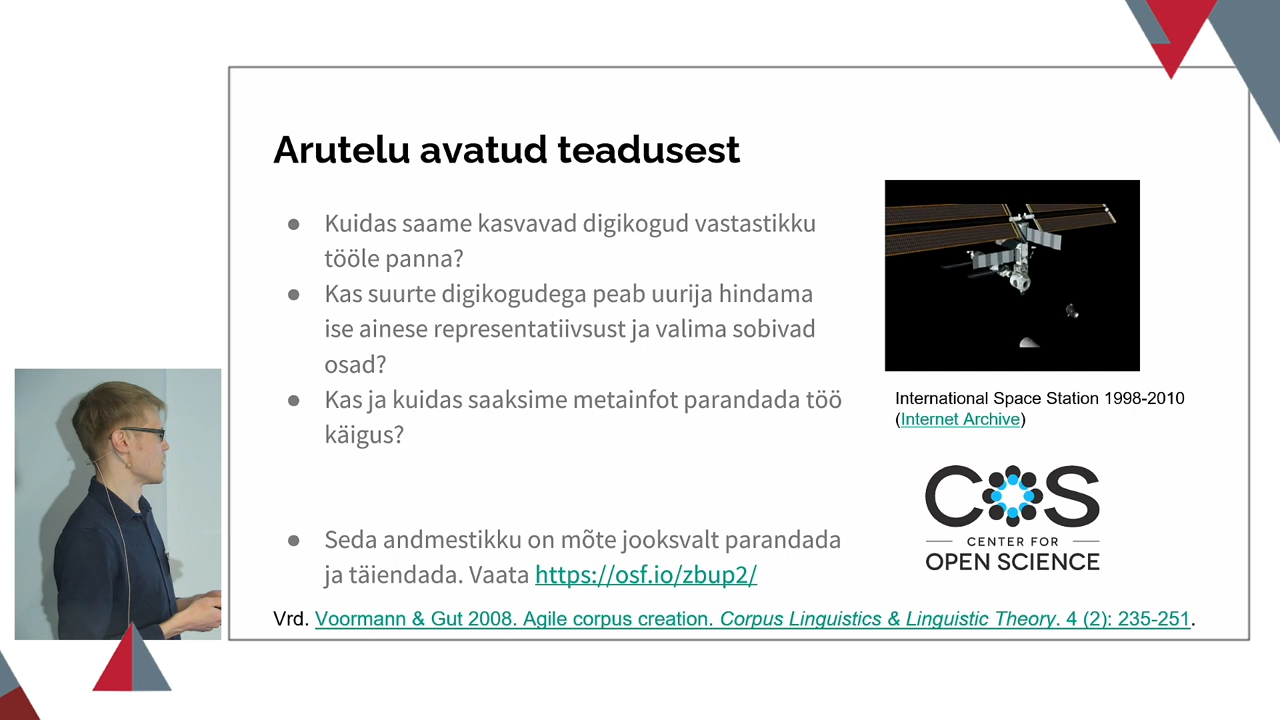 Arutelu avatud teadusest
● Kuidas saame kasvavad digikogud vastastikku
tööle panna?
● Kas suurte digikogudega peab uurija hindama
ise ainese representatiivsust ja valima sobivad
osad?
● Kas ja kuidas saaksime metainfot parandada töö
käigus?
● Seda andmestikku on mõte jooksvalt parandada
ja täiendada. Vaata https://osf.io/zbup2/
Vrd. Voormann & Gut 2008. Agile corpus creation. Corpus Linguistics & Linguistic Theory. 4 (2): 235-251.
International Space Station 1998-2010
(Internet Archive)
COS
CENTER FOR
OPEN SCIENCE